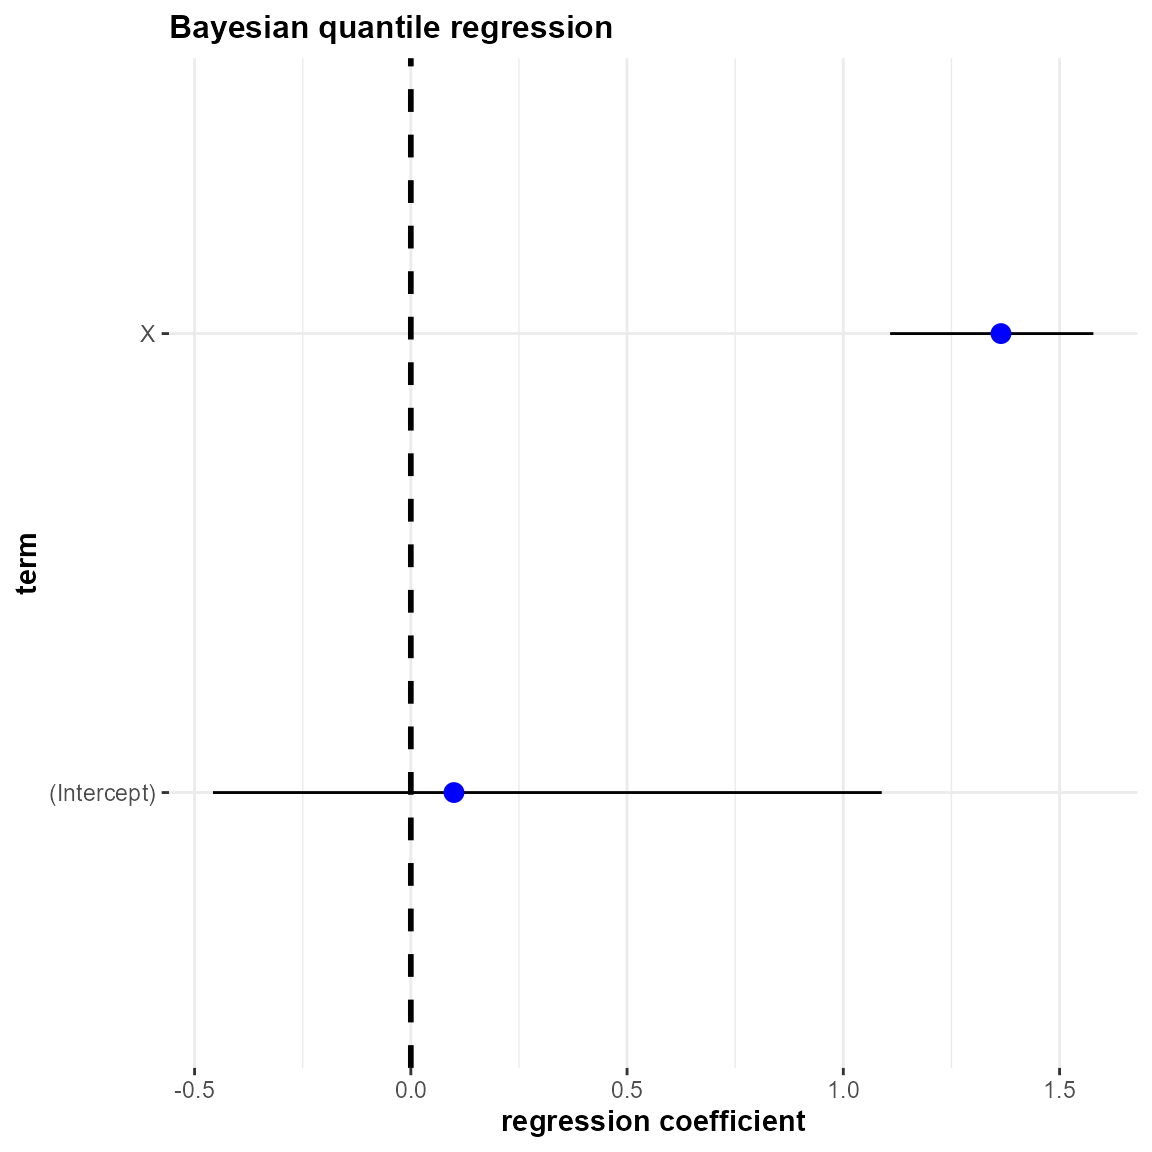 Bayesian quantile regression
term
X
(Intercept)
-0.5 0.0 0.5 1.0 1.5
regression coefficient